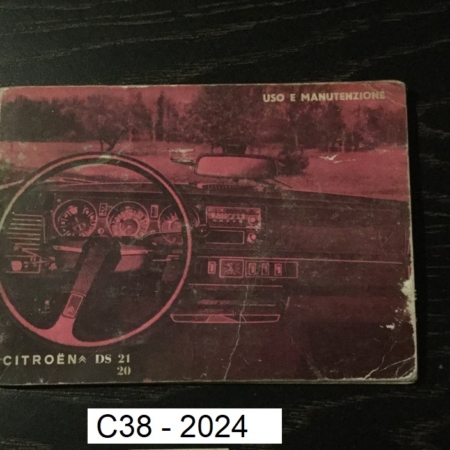 USO E MANUTENZIONE
CITROËN DS 21
20
C38 - 2024